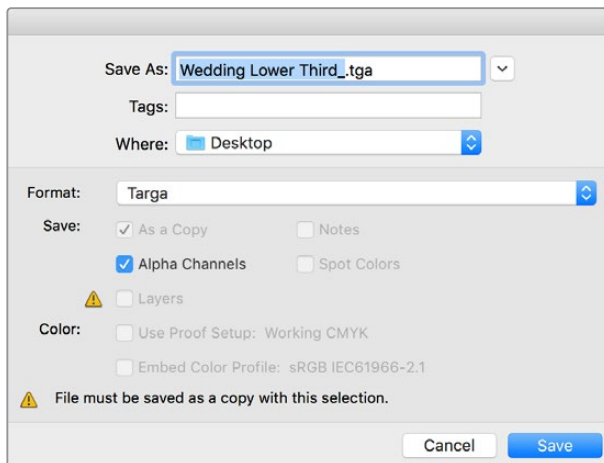 Save As: Wedding Lower Third_.tga
Tags:
Where: Desktop
Format: Targa
Save: As a Copy Notes
Alpha Channels Spot Colors
Layers
Color: Use Proof Setup: Working CMYK
Embed Color Profile: sRGB IEC61966-2.1
File must be saved as a copy with this selection.
Cancel Save